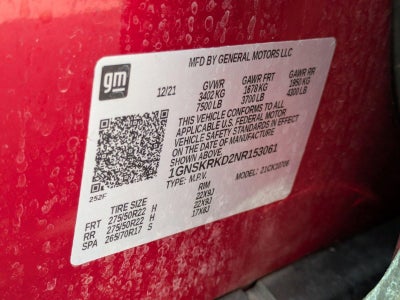 gm
MFD BY GENERAL MOTORS LLC
12/21 GVWR GAWR FRT GAWR RR
3402 KG 1678 KG 1950 KG
7500 LB 3700 LB 4300 LB
THIS VEHICLE CONFORMS TO ALL
APPLICABLE U.S. FEDERAL MOTOR
VEHICLE SAFETY STANDARDS IN
EFFECT ON THE DATE OF MANUFACTURE
SHOWN ABOVE.
1GNSKRKD2NR153061
TYPE: M.P.V. MODEL: 21CK10706
252F
TIRE SIZE RIM
FRT 275/50R22 H 22X9J
RR 275/50R22 H 22X9J
SPA 265/70R17 S 17X8J